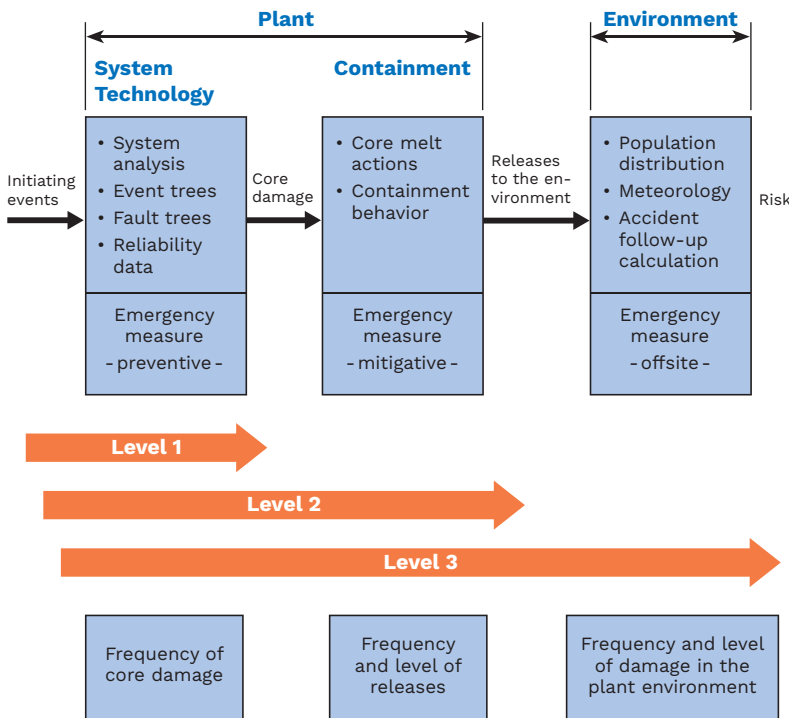 Plant
Environment
System
Technology
Containment
Initiating
events
• System
analysis
• Event trees
• Fault trees
• Reliability
data
Emergency
measure
- preventive -
Core
damage
• Core melt
actions
• Containment
behavior
Emergency
measure
- mitigative -
Releases
to the en-
vironment
• Population
distribution
• Meteorology
• Accident
follow-up
calculation
Emergency
measure
- offsite -
Risk
Level 1
Level 2
Level 3
Frequency of
core damage
Frequency
and level of
releases
Frequency and level
of damage in the
plant environment